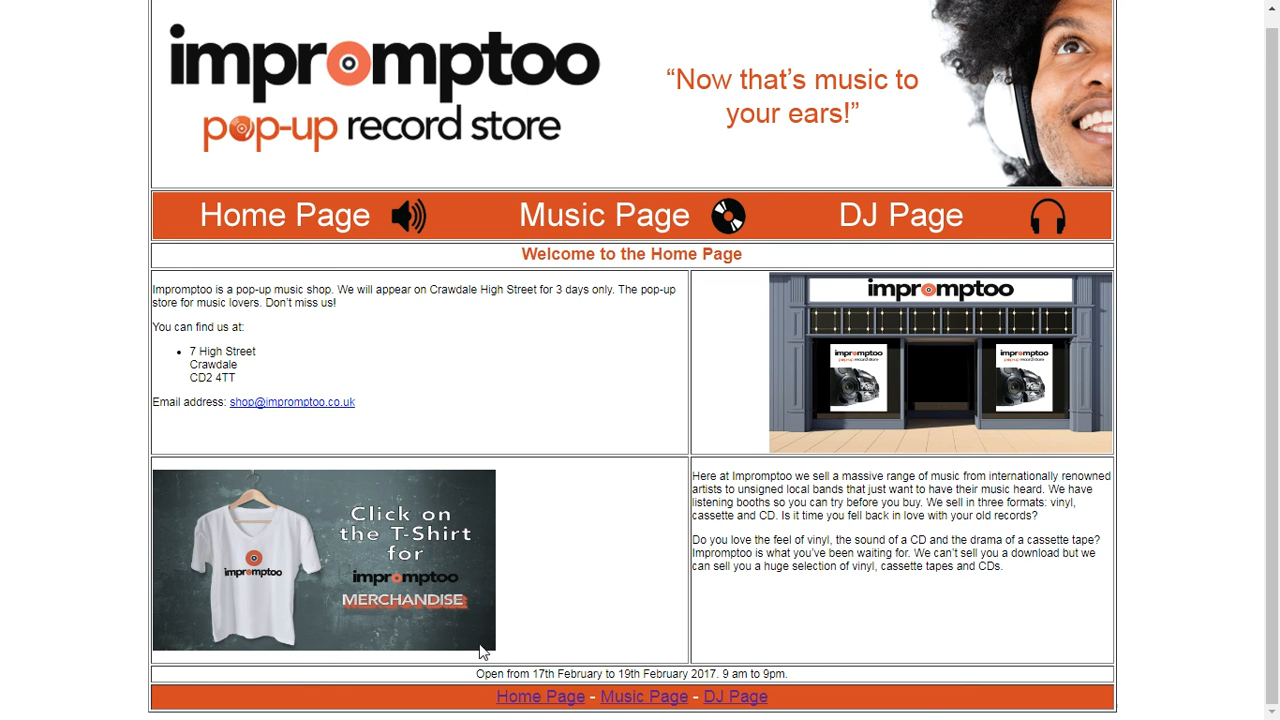 impromptoo
pop-up record store
“Now that’s music to
your ears!”
Home Page
Music Page
DJ Page
Welcome to the Home Page
Impromptoo is a pop-up music shop. We will appear on Crawdale High Street for 3 days only. The pop-up
store for music lovers. Don’t miss us!
You can find us at:
• 7 High Street
Crawdale
CD2 4TT
Email address: shop@impromptoo.co.uk
impromptoo
impromptoo
pop-up record store
impromptoo
pop-up record store
impromptoo
Click on
the T-Shirt
for
impromptoo
MERCHANDISE
Here at Impromptoo we sell a massive range of music from internationally renowned
artists to unsigned local bands that just want to have their music heard. We have
listening booths so you can try before you buy. We sell in three formats: vinyl,
cassette and CD. Is it time you fell back in love with your old records?
Do you love the feel of vinyl, the sound of a CD and the drama of a cassette tape?
Impromptoo is what you’ve been waiting for. We can’t sell you a download but we
can sell you a huge selection of vinyl, cassette tapes and CDs.
Open from 17th February to 19th February 2017. 9 am to 9pm.
Home Page - Music Page - DJ Page